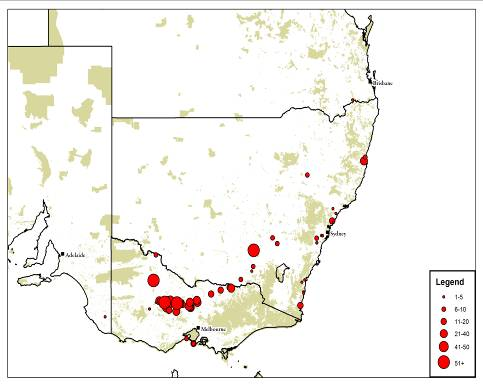 Brisbane
Sydney
Adelaide
Melbourne
Legend
1-5
6-10
11-20
21-40
41-50
51+